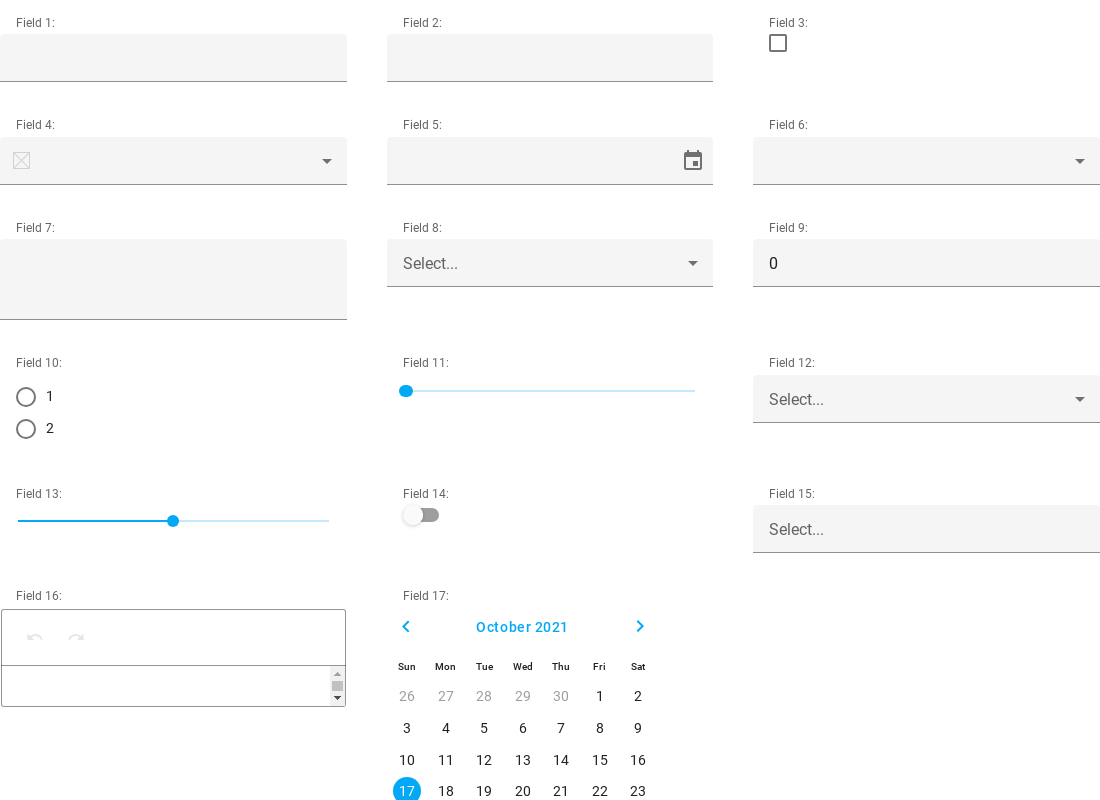 Field 1:
Field 2:
Field 3:
Field 4:
Field 5:
Field 6:
Field 7:
Field 8:
Select...
Field 9:
0
Field 10:
1
2
Field 11:
Field 12:
Select...
Field 13:
Field 14:
Field 15:
Select...
Field 16:
Field 17:
October 2021
Sun Mon Tue Wed Thu Fri Sat
26 27 28 29 30 1 2
3 4 5 6 7 8 9
10 11 12 13 14 15 16
17 18 19 20 21 22 23